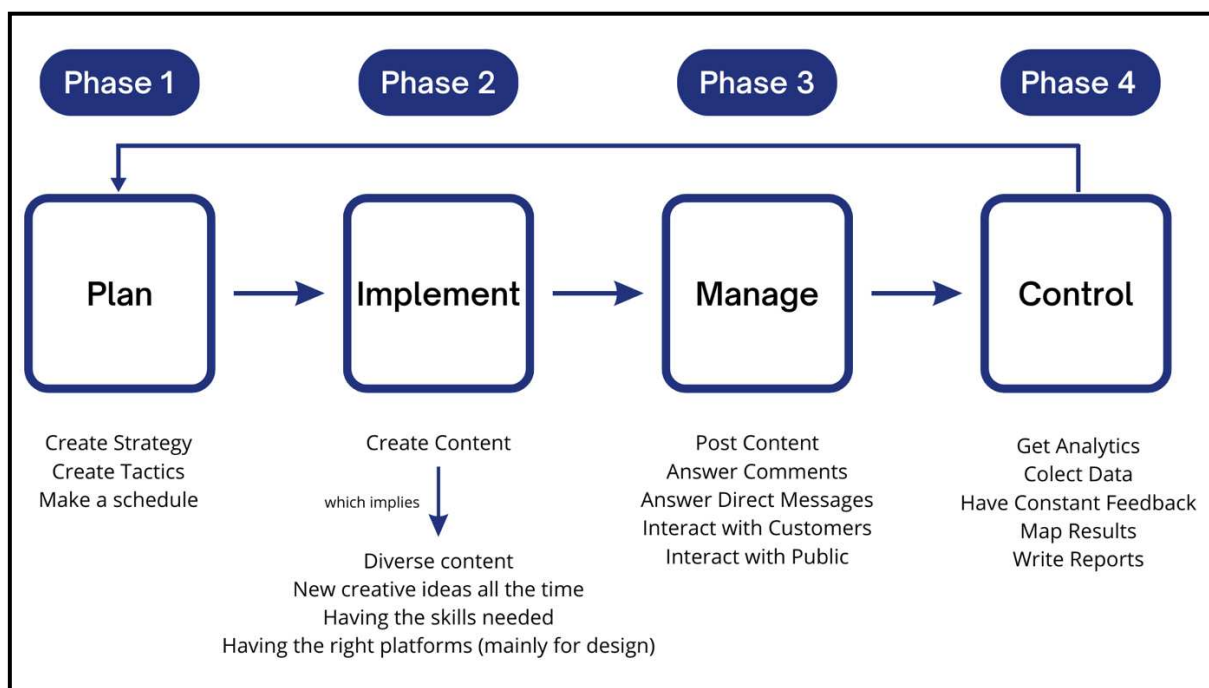 Phase 1
Phase 2
Phase 3
Phase 4
Plan
Implement
Manage
Control
Create Strategy
Create Tactics
Make a schedule
Create Content
which implies
Diverse content
New creative ideas all the time
Having the skills needed
Having the right platforms (mainly for design)
Post Content
Answer Comments
Answer Direct Messages
Interact with Customers
Interact with Public
Get Analytics
Colect Data
Have Constant Feedback
Map Results
Write Reports